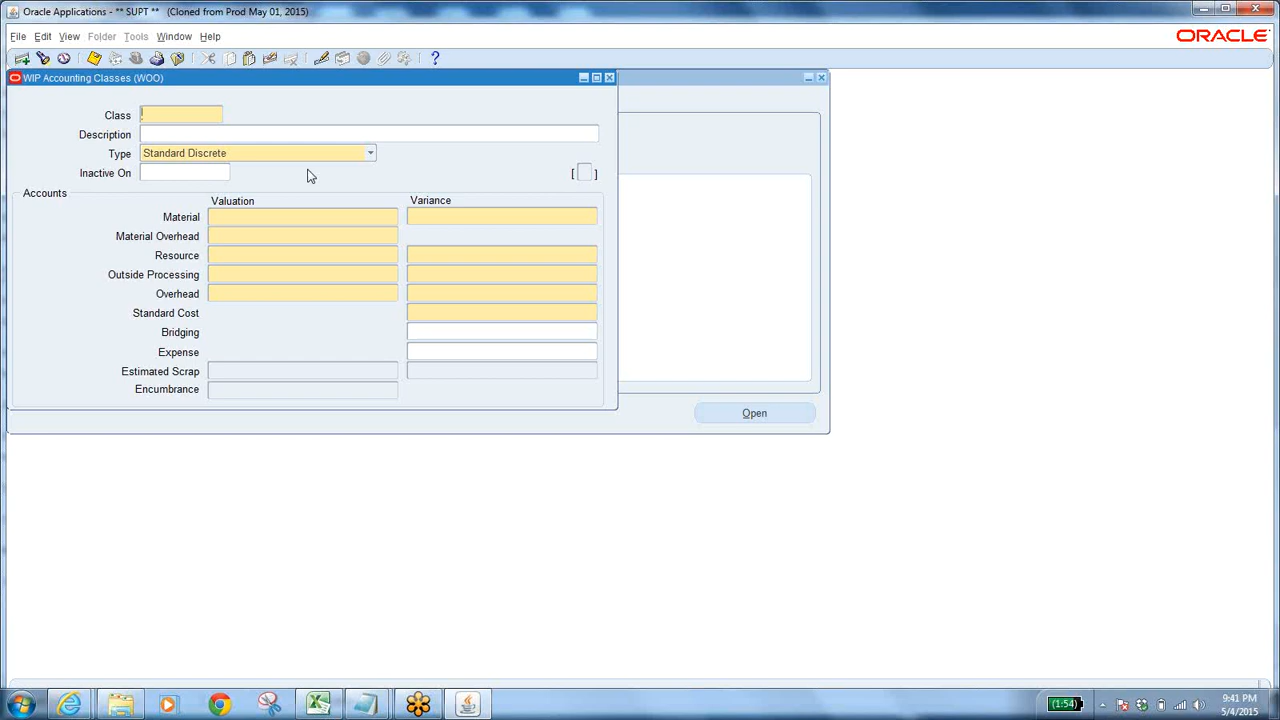 Oracle Applications - ** SUPT ** (Cloned from Prod May 01, 2015)
File Edit View Folder Tools Window Help
ORACLE
WIP Accounting Classes (WOO)
Class
Description
Type Standard Discrete
Inactive On
[ ]
Accounts
Valuation Variance
Material
Material Overhead
Resource
Outside Processing
Overhead
Standard Cost
Bridging
Expense
Estimated Scrap
Encumbrance
Open
(1:54)
9:41 PM
5/4/2015